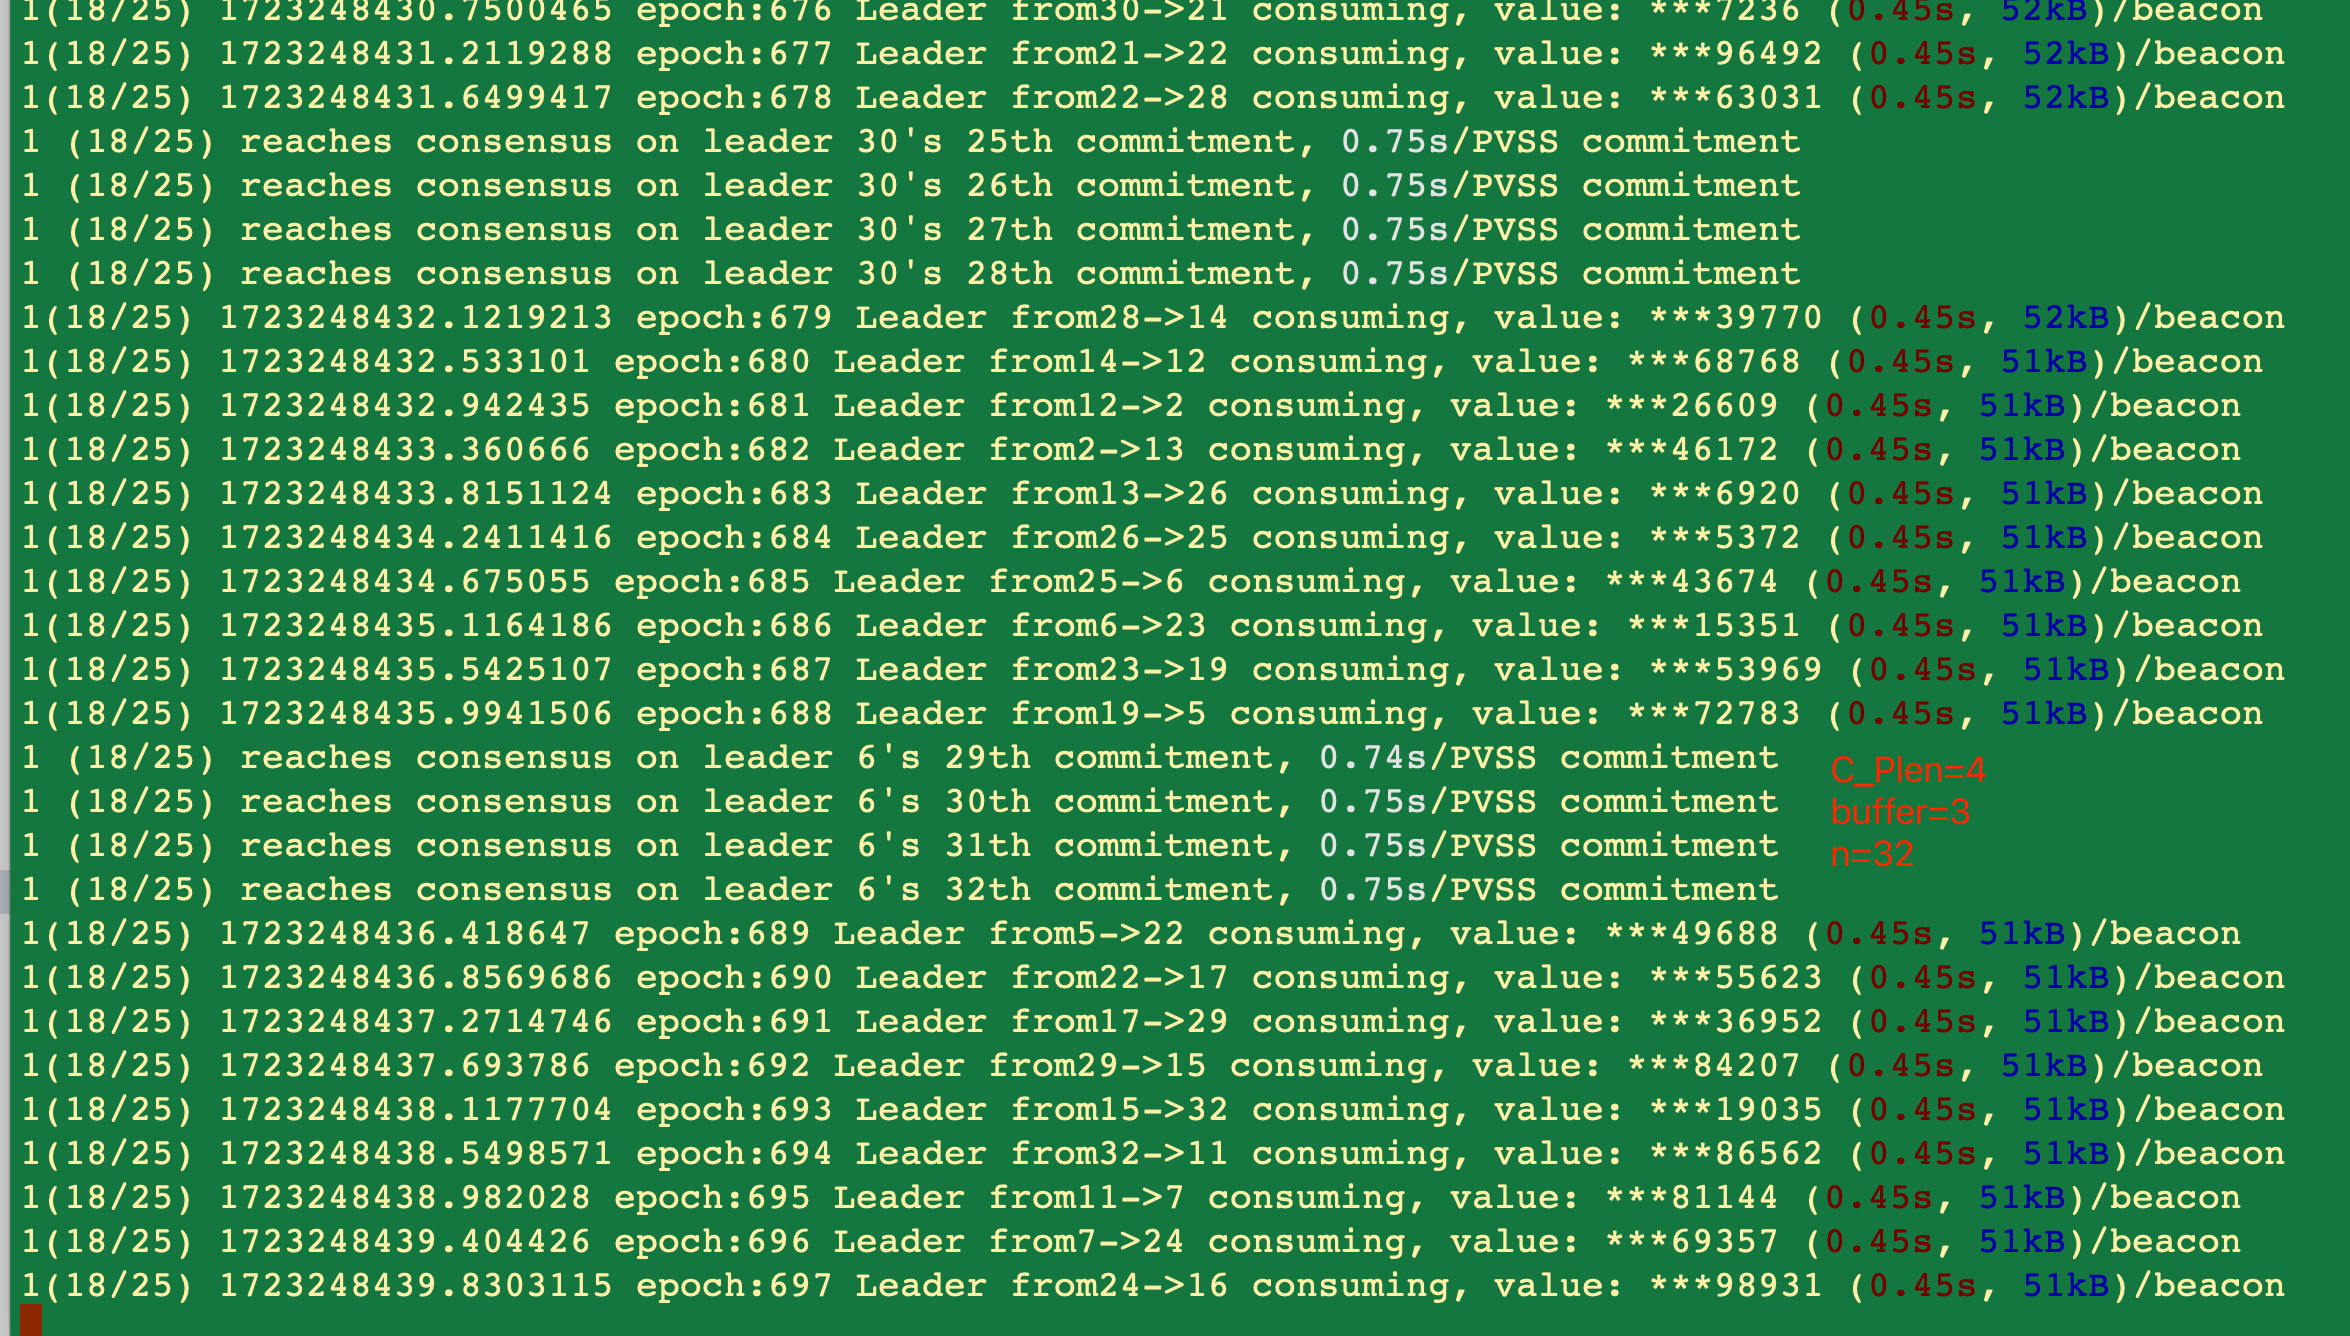 1(18/25) 1723248430.7500465 epoch:676 Leader from30->21 consuming, value: ***7236 (0.45s, 52kB)/beacon
1(18/25) 1723248431.2119288 epoch:677 Leader from21->22 consuming, value: ***96492 (0.45s, 52kB)/beacon
1(18/25) 1723248431.6499417 epoch:678 Leader from22->28 consuming, value: ***63031 (0.45s, 52kB)/beacon
1 (18/25) reaches consensus on leader 30's 25th commitment, 0.75s/PVSS commitment
1 (18/25) reaches consensus on leader 30's 26th commitment, 0.75s/PVSS commitment
1 (18/25) reaches consensus on leader 30's 27th commitment, 0.75s/PVSS commitment
1 (18/25) reaches consensus on leader 30's 28th commitment, 0.75s/PVSS commitment
1(18/25) 1723248432.1219213 epoch:679 Leader from28->14 consuming, value: ***39770 (0.45s, 52kB)/beacon
1(18/25) 1723248432.533101 epoch:680 Leader from14->12 consuming, value: ***68768 (0.45s, 51kB)/beacon
1(18/25) 1723248432.942435 epoch:681 Leader from12->2 consuming, value: ***26609 (0.45s, 51kB)/beacon
1(18/25) 1723248433.360666 epoch:682 Leader from2->13 consuming, value: ***46172 (0.45s, 51kB)/beacon
1(18/25) 1723248433.8151124 epoch:683 Leader from13->26 consuming, value: ***6920 (0.45s, 51kB)/beacon
1(18/25) 1723248434.2411416 epoch:684 Leader from26->25 consuming, value: ***5372 (0.45s, 51kB)/beacon
1(18/25) 1723248434.675055 epoch:685 Leader from25->6 consuming, value: ***43674 (0.45s, 51kB)/beacon
1(18/25) 1723248435.1164186 epoch:686 Leader from6->23 consuming, value: ***15351 (0.45s, 51kB)/beacon
1(18/25) 1723248435.5425107 epoch:687 Leader from23->19 consuming, value: ***53969 (0.45s, 51kB)/beacon
1(18/25) 1723248435.9941506 epoch:688 Leader from19->5 consuming, value: ***72783 (0.45s, 51kB)/beacon
1 (18/25) reaches consensus on leader 6's 29th commitment, 0.74s/PVSS commitment
C_Plen=4
1 (18/25) reaches consensus on leader 6's 30th commitment, 0.75s/PVSS commitment
buffer=3
1 (18/25) reaches consensus on leader 6's 31th commitment, 0.75s/PVSS commitment
n=32
1 (18/25) reaches consensus on leader 6's 32th commitment, 0.75s/PVSS commitment
1(18/25) 1723248436.418647 epoch:689 Leader from5->22 consuming, value: ***49688 (0.45s, 51kB)/beacon
1(18/25) 1723248436.8569686 epoch:690 Leader from22->17 consuming, value: ***55623 (0.45s, 51kB)/beacon
1(18/25) 1723248437.2714746 epoch:691 Leader from17->29 consuming, value: ***36952 (0.45s, 51kB)/beacon
1(18/25) 1723248437.693786 epoch:692 Leader from29->15 consuming, value: ***84207 (0.45s, 51kB)/beacon
1(18/25) 1723248438.1177704 epoch:693 Leader from15->32 consuming, value: ***19035 (0.45s, 51kB)/beacon
1(18/25) 1723248438.5498571 epoch:694 Leader from32->11 consuming, value: ***86562 (0.45s, 51kB)/beacon
1(18/25) 1723248438.982028 epoch:695 Leader from11->7 consuming, value: ***81144 (0.45s, 51kB)/beacon
1(18/25) 1723248439.404426 epoch:696 Leader from7->24 consuming, value: ***69357 (0.45s, 51kB)/beacon
1(18/25) 1723248439.8303115 epoch:697 Leader from24->16 consuming, value: ***98931 (0.45s, 51kB)/beacon